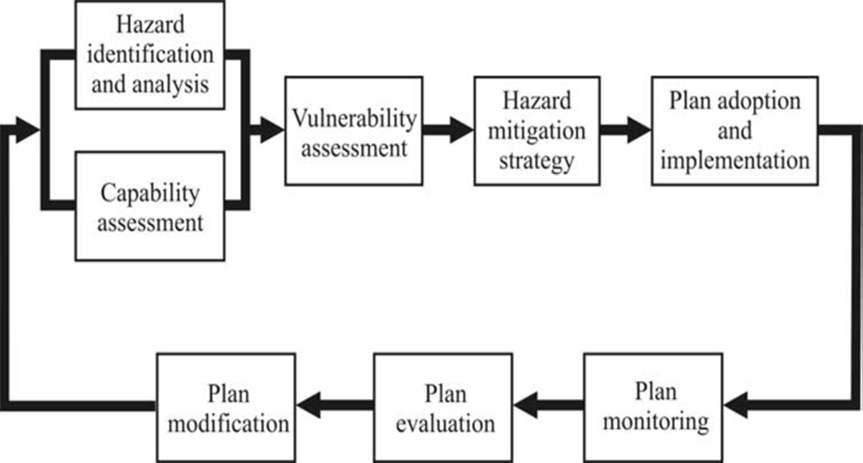 Hazard
identification
and analysis
Capability
assessment
Vulnerability
assessment
Hazard
mitigation
strategy
Plan adoption
and
implementation
Plan
monitoring
Plan
evaluation
Plan
modification